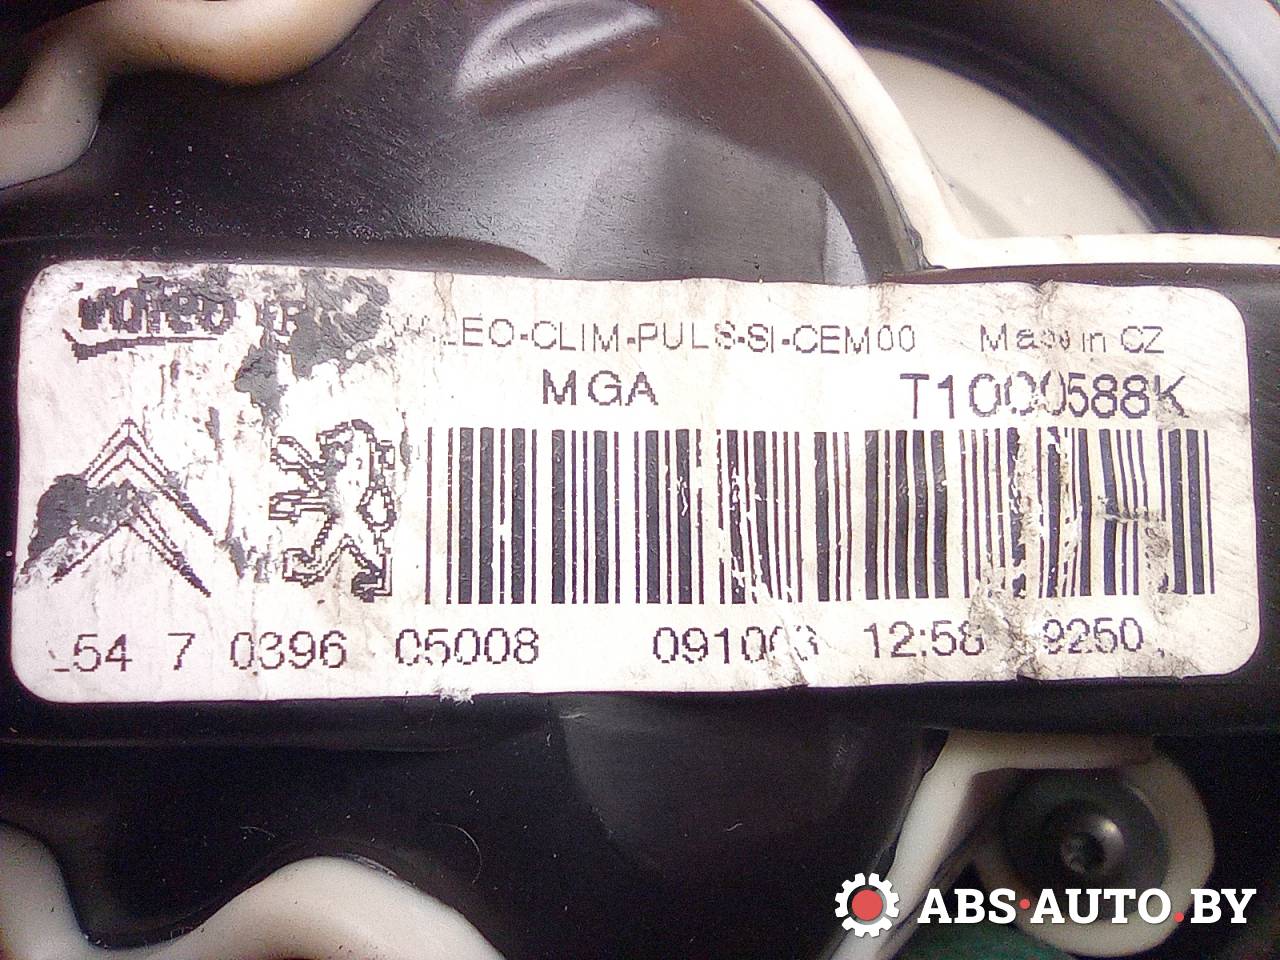 Valeo VALEO-CLIM-PULS-SI-CEM00 Made in CZ
MGA T1000588K
54 7 0396 05008 091003 12:58 9250
ABS·AUTO.BY